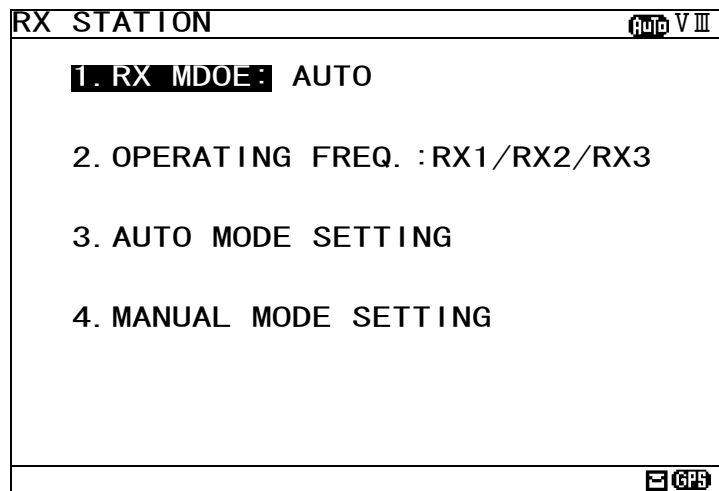 RX STATION Auto V Ⅲ
1. RX MDOE: AUTO
2. OPERATING FREQ. :RX1/RX2/RX3
3. AUTO MODE SETTING
4. MANUAL MODE SETTING
GPS